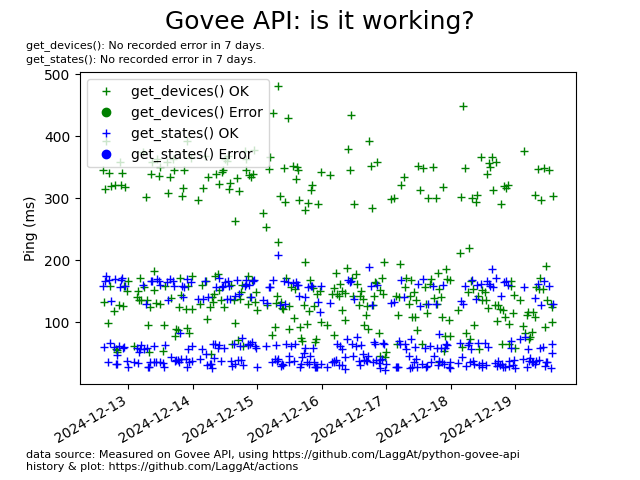 Govee API: is it working?
get_devices(): No recorded error in 7 days.
get_states(): No recorded error in 7 days.
get_devices() OK
get_devices() Error
get_states() OK
get_states() Error
Ping (ms)
500
400
300
200
100
2024-12-13
2024-12-14
2024-12-15
2024-12-16
2024-12-17
2024-12-18
2024-12-19
data source: Measured on Govee API, using https://github.com/LaggAt/python-govee-api
history & plot: https://github.com/LaggAt/actions